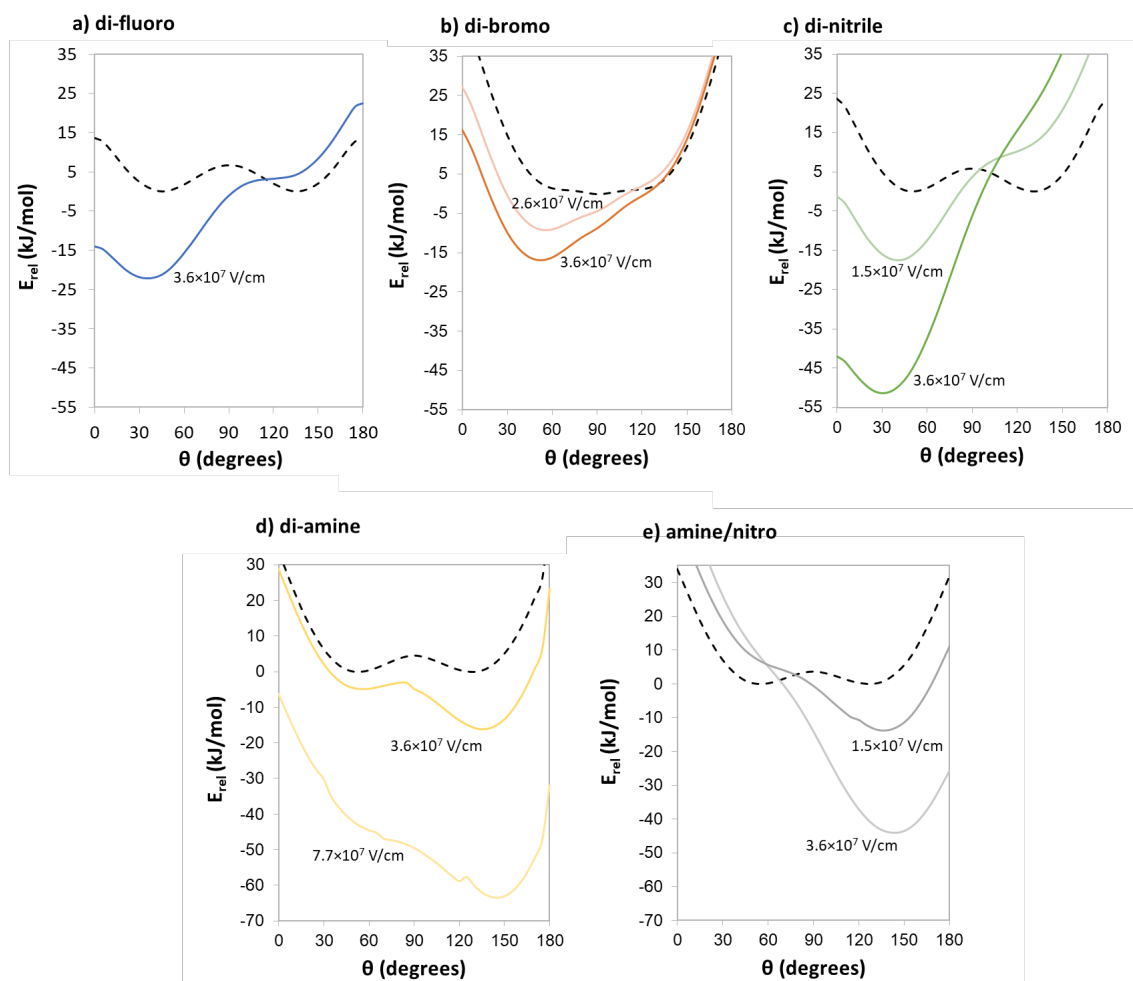 a) di-fluoro
b) di-bromo
c) di-nitrile
35
25
15
5
-5
-15
-25
-35
-45
-55
E_rel (kJ/mol)
3.6×10⁷ V/cm
0 30 60 90 120 150 180
θ (degrees)
35
25
15
5
-5
-15
-25
-35
-45
-55
E_rel (kJ/mol)
2.6×10⁷ V/cm
3.6×10⁷ V/cm
0 30 60 90 120 150 180
θ (degrees)
35
25
15
5
-5
-15
-25
-35
-45
-55
E_rel (kJ/mol)
1.5×10⁷ V/cm
3.6×10⁷ V/cm
0 30 60 90 120 150 180
θ (degrees)
d) di-amine
e) amine/nitro
30
20
10
0
-10
-20
-30
-40
-50
-60
-70
E_rel (kJ/mol)
3.6×10⁷ V/cm
7.7×10⁷ V/cm
0 30 60 90 120 150 180
θ (degrees)
30
20
10
0
-10
-20
-30
-40
-50
-60
-70
E_rel (kJ/mol)
1.5×10⁷ V/cm
3.6×10⁷ V/cm
0 30 60 90 120 150 180
θ (degrees)